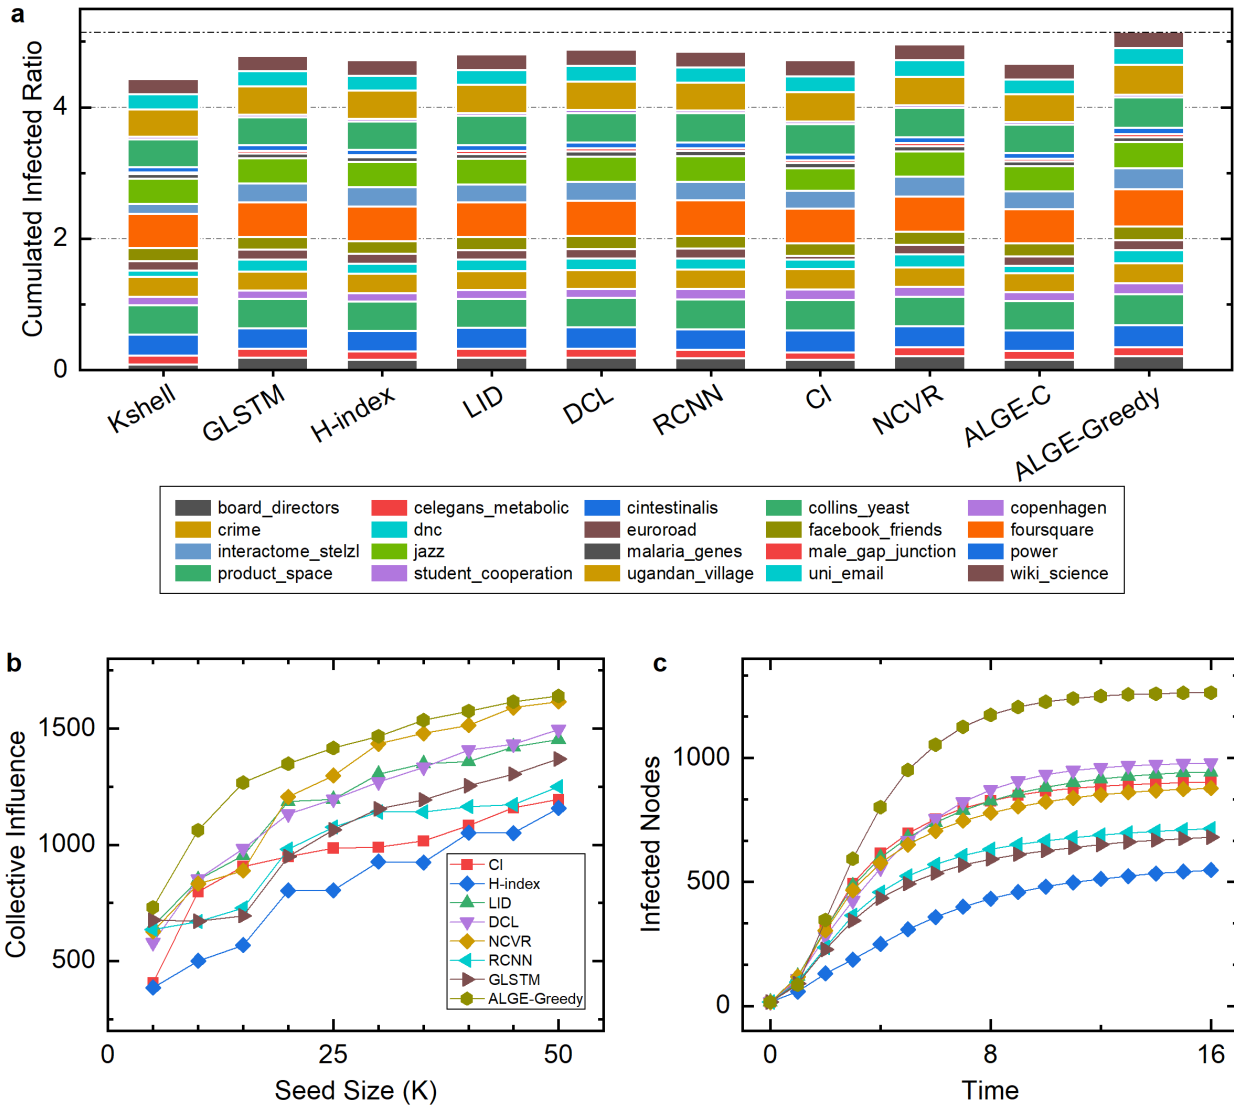 a
Cumulated Infected Ratio
4
2
0
Kshell
GLSTM
H-index
LID
DCL
RCNN
CI
NCVR
ALGE-C
ALGE-Greedy
board_directors celegans_metabolic cintestinalis collins_yeast copenhagen
crime dnc euroroad facebook_friends foursquare
interactome_stelzl jazz malaria_genes male_gap_junction power
product_space student_cooperation ugandan_village uni_email wiki_science
b
Collective Influence
1500
1000
500
CI
H-index
LID
DCL
NCVR
RCNN
GLSTM
ALGE-Greedy
0 25 50
Seed Size (K)
c
Infected Nodes
1000
500
0
0 8 16
Time